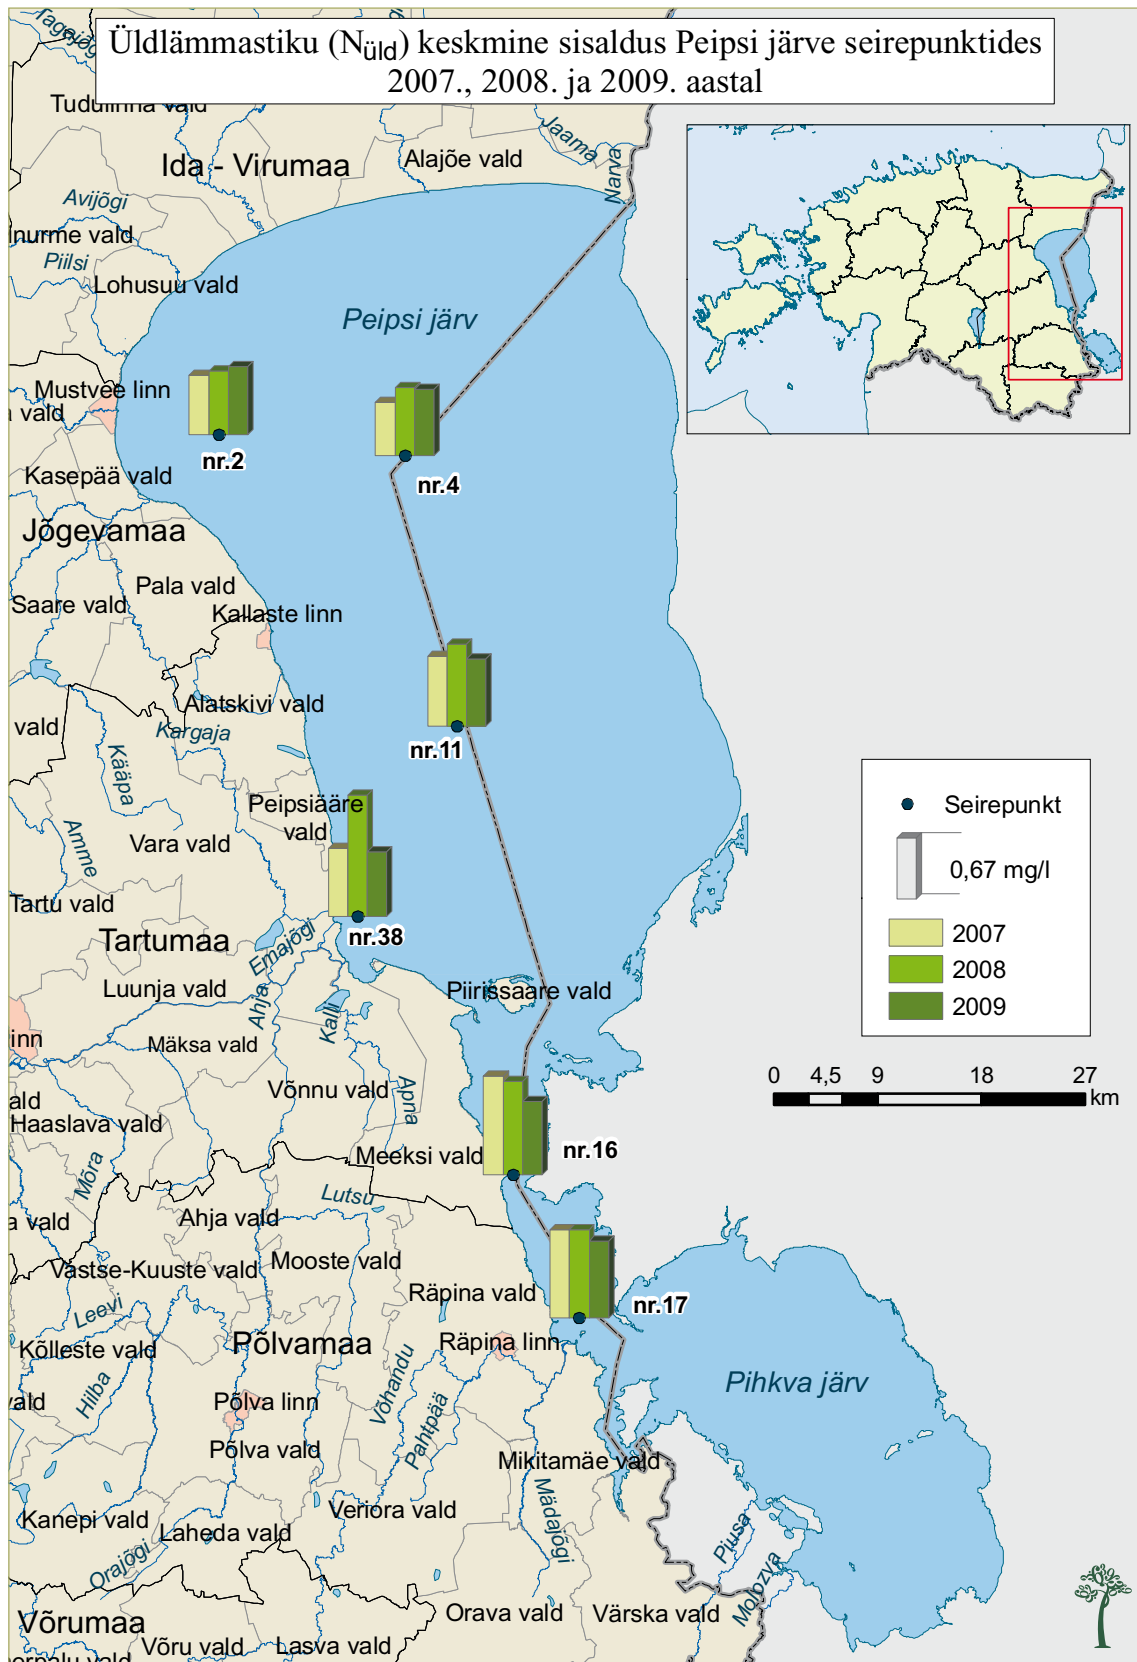 Üldlämmastiku (Nüld) keskmine sisaldus Peipsi järve seirepunktides
2007., 2008. ja 2009. aastal
Tagajõgi
Tudulinna vald
Jaama
Narva
Ida - Virumaa
Alajõe vald
Avijõgi
inurme vald
Piilsi
Lohusuu vald
Peipsi järv
Mustvee linn
a vald
nr.2
nr.4
Kasepää vald
Jõgevamaa
Pala vald
Saare vald
Kallaste linn
Alatskivi vald
vald
Kargaja
Kääpa
nr.11
Peipsiääre
vald
Amme
Vara vald
Tartu vald
nr.38
Tartumaa
Emajõgi
Luunja vald
Piirissaare vald
Ahja
Kalli
inn
Mäksa vald
Võnnu vald
Apna
ald
Haaslava vald
Meeksi vald
nr.16
Mõra
Lutsu
a vald
Ahja vald
Vastse-Kuuste vald
Mooste vald
Räpina vald
nr.17
Leevi
Kõlleste vald
Põlvamaa
Räpina linn
Võhandu
Pahtpää
Pihkva järv
Hilba
vald
Põlva linn
Põlva vald
Mikitamäe vald
Mädajõgi
Kanepi vald
Laheda vald
Veriora vald
Piusa
Orajõgi
Molozva
Võrumaa
Orava vald
Värska vald
Võru vald
Lasva vald
erpalu vald
Seirepunkt
0,67 mg/l
2007
2008
2009
0 4,5 9 18 27
km